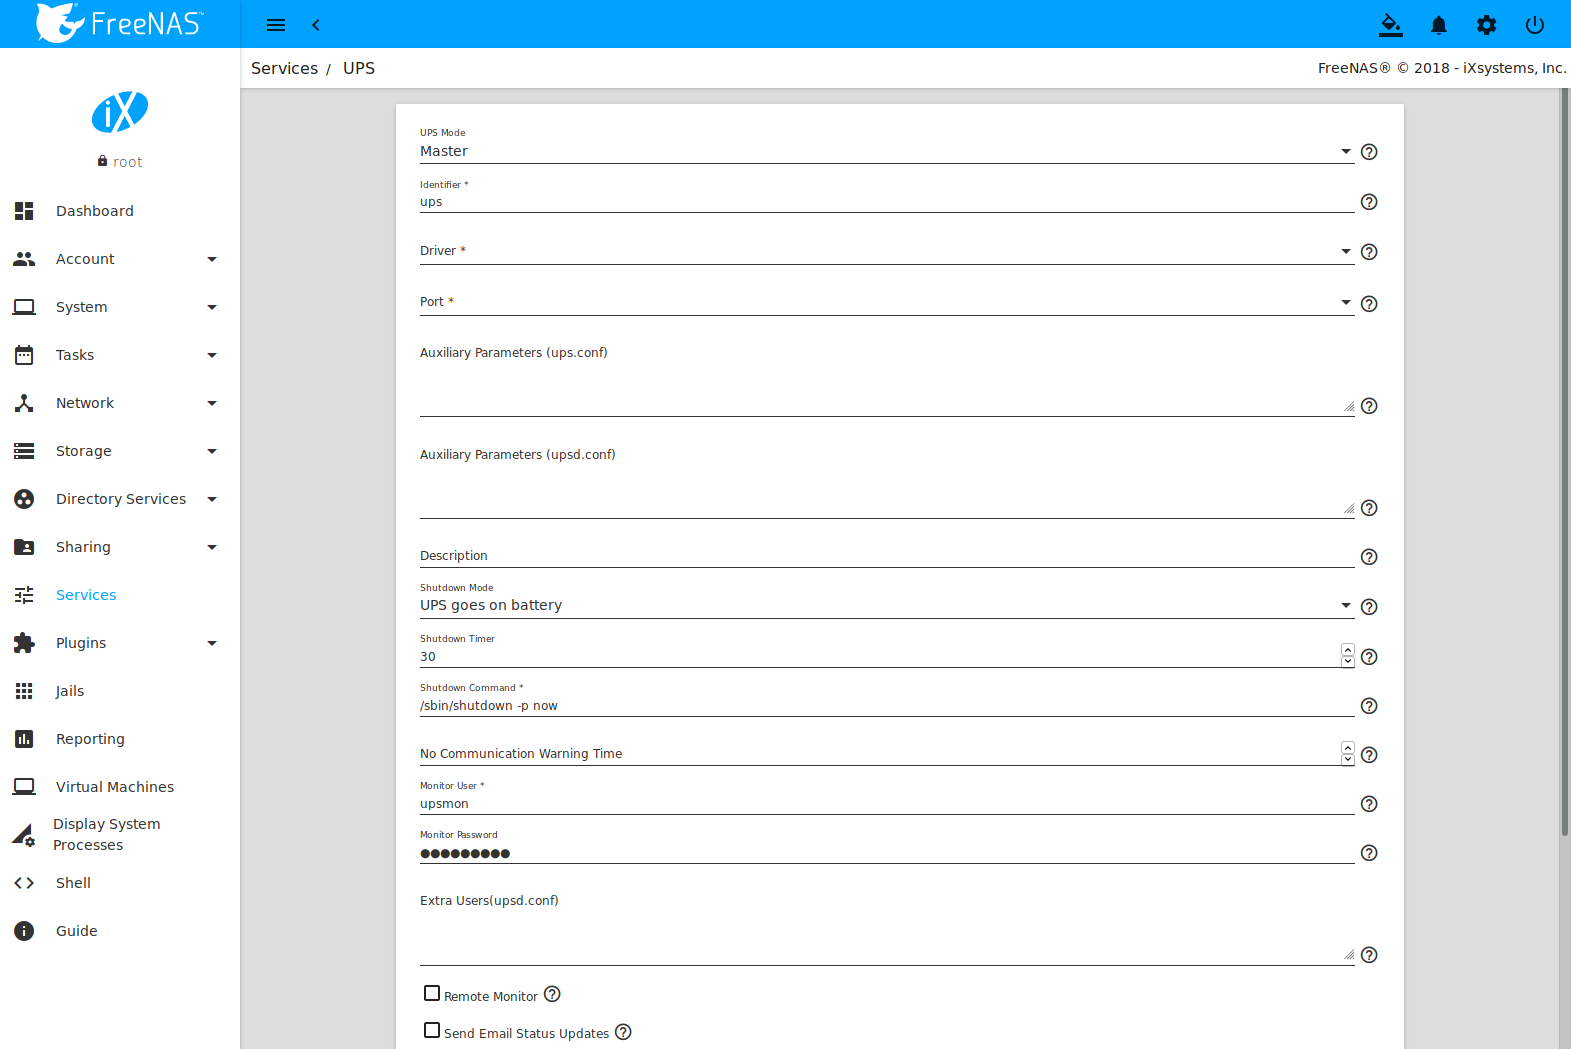 FreeNAS™
Services / UPS
FreeNAS® © 2018 - iXsystems, Inc.
iX
root
Dashboard
Account
System
Tasks
Network
Storage
Directory Services
Sharing
Services
Plugins
Jails
Reporting
Virtual Machines
Display System
Processes
Shell
Guide
UPS Mode
Master
Identifier *
ups
Driver *
Port *
Auxiliary Parameters (ups.conf)
Auxiliary Parameters (upsd.conf)
Description
Shutdown Mode
UPS goes on battery
Shutdown Timer
30
Shutdown Command *
/sbin/shutdown -p now
No Communication Warning Time
Monitor User *
upsmon
Monitor Password
●●●●●●●●●
Extra Users(upsd.conf)
Remote Monitor
Send Email Status Updates